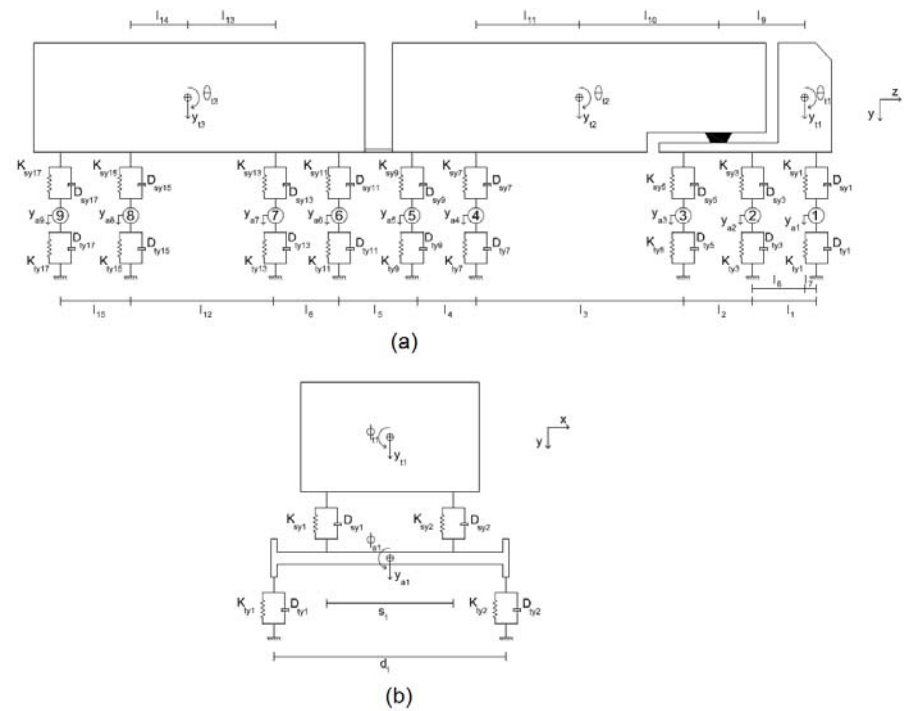 l14 l13 l11 l10 l9
θt3 θt2 θt1 z
yt3 yt2 yt1 y
Ksy17 Ksy15 Ksy13 Ksy11 Ksy9 Ksy7 Ksy5 Ksy3 Ksy1
Dsy17 Dsy15 Dsy13 Dsy11 Dsy9 Dsy7 Dsy5 Dsy3 Dsy1
ya9 9 ya8 8 ya7 7 ya6 6 ya5 5 ya4 4 ya3 3 ya2 2 ya1 1
Dty17 Dty15 Dty13 Dty11 Dty9 Dty7 Dty5 Dty3 Dty1
Kty17 Kty15 Kty13 Kty11 Kty9 Kty7 Kty5 Kty3 Kty1
l8 l7
l15 l12 l6 l5 l4 l3 l2 l1
(a)
ϕt1 x
yt1 y
Ksy1 Dsy1 Ksy2 Dsy2
ϕa1
ya1
Kty1 Dty1 Kty2 Dty2
s1
d1
(b)